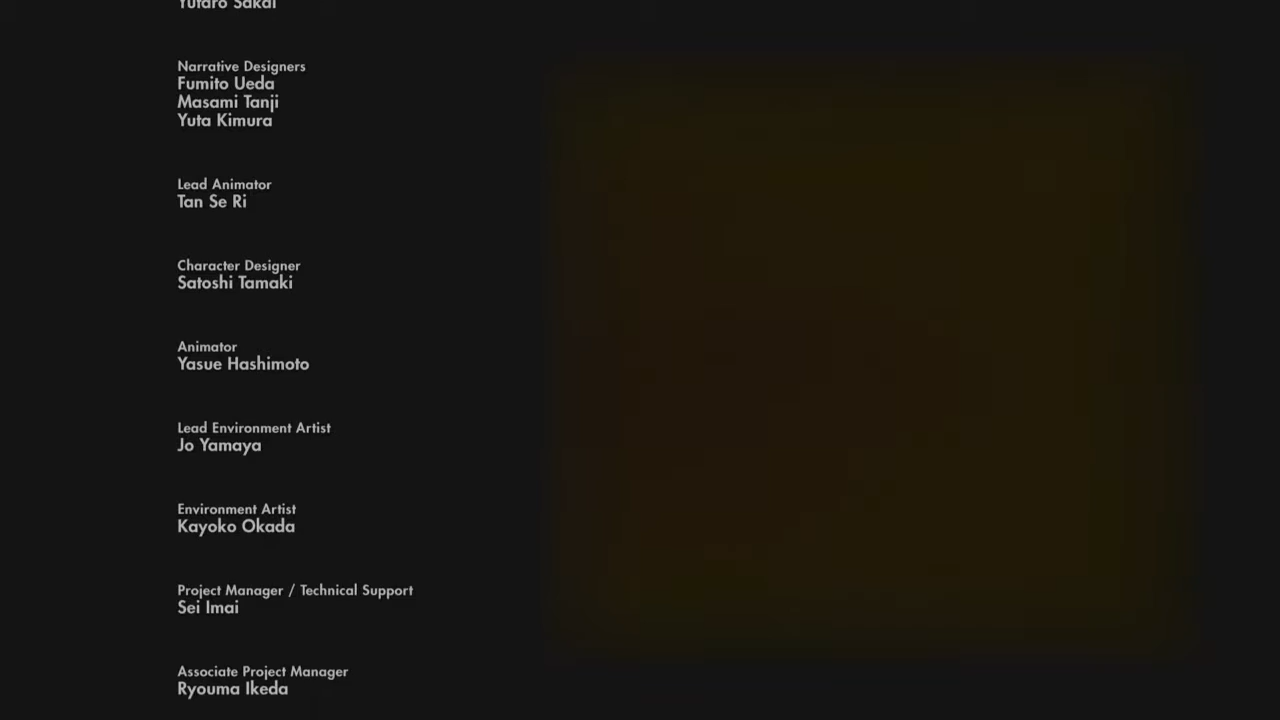 Yutaro Sakai
Narrative Designers
Fumito Ueda
Masami Tanji
Yuta Kimura
Lead Animator
Tan Se Ri
Character Designer
Satoshi Tamaki
Animator
Yasue Hashimoto
Lead Environment Artist
Jo Yamaya
Environment Artist
Kayoko Okada
Project Manager / Technical Support
Sei Imai
Associate Project Manager
Ryouma Ikeda